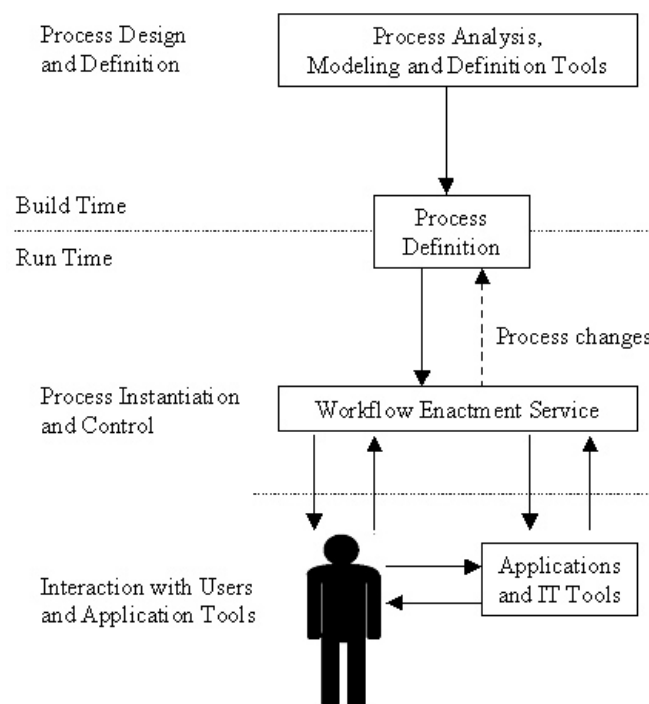 Process Design
and Definition
Process Analysis,
Modeling and Definition Tools
Build Time
Process
Definition
Run Time
Process changes
Process Instantiation
and Control
Workflow Enactment Service
Interaction with Users
and Application Tools
Applications
and IT Tools